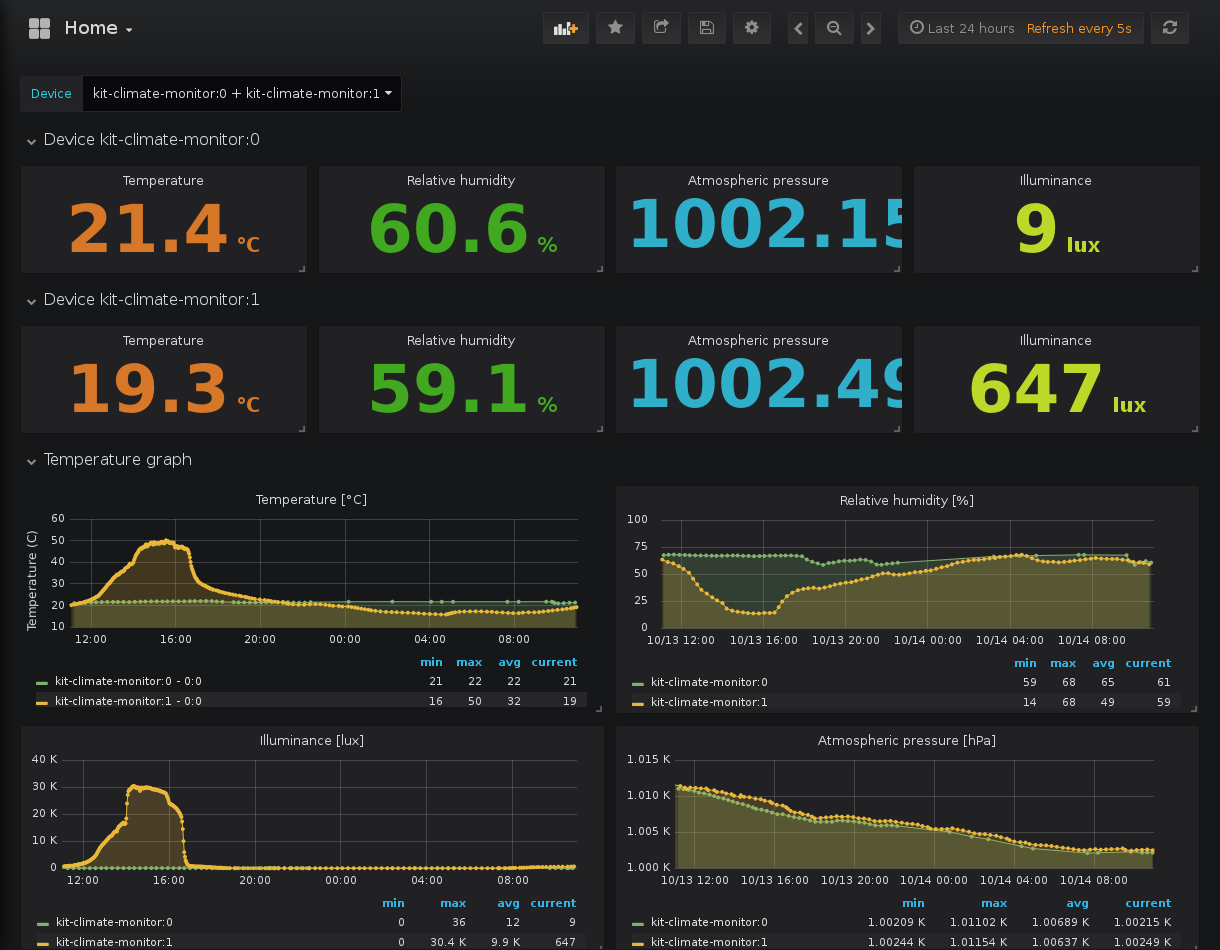 Home
Last 24 hours Refresh every 5s
Device kit-climate-monitor:0 + kit-climate-monitor:1
Device kit-climate-monitor:0
Temperature Relative humidity Atmospheric pressure Illuminance
21.4 °C 60.6 % 1002.15 9 lux
Device kit-climate-monitor:1
Temperature Relative humidity Atmospheric pressure Illuminance
19.3 °C 59.1 % 1002.49 647 lux
Temperature graph
Temperature [°C]
Temperature (C)
60
50
40
30
20
10
12:00 16:00 20:00 00:00 04:00 08:00
min max avg current
kit-climate-monitor:0 - 0:0 21 22 22 21
kit-climate-monitor:1 - 0:0 16 50 32 19
Relative humidity [%]
100
75
50
25
0
10/13 12:00 10/13 16:00 10/13 20:00 10/14 00:00 10/14 04:00 10/14 08:00
min max avg current
kit-climate-monitor:0 59 68 65 61
kit-climate-monitor:1 14 68 49 59
Illuminance [lux]
40 K
30 K
20 K
10 K
0
12:00 16:00 20:00 00:00 04:00 08:00
min max avg current
kit-climate-monitor:0 0 36 12 9
kit-climate-monitor:1 0 30.4 K 9.9 K 647
Atmospheric pressure [hPa]
1.015 K
1.010 K
1.005 K
1.000 K
10/13 12:00 10/13 16:00 10/13 20:00 10/14 00:00 10/14 04:00 10/14 08:00
min max avg current
kit-climate-monitor:0 1.00209 K 1.01102 K 1.00689 K 1.00215 K
kit-climate-monitor:1 1.00244 K 1.01154 K 1.00637 K 1.00249 K